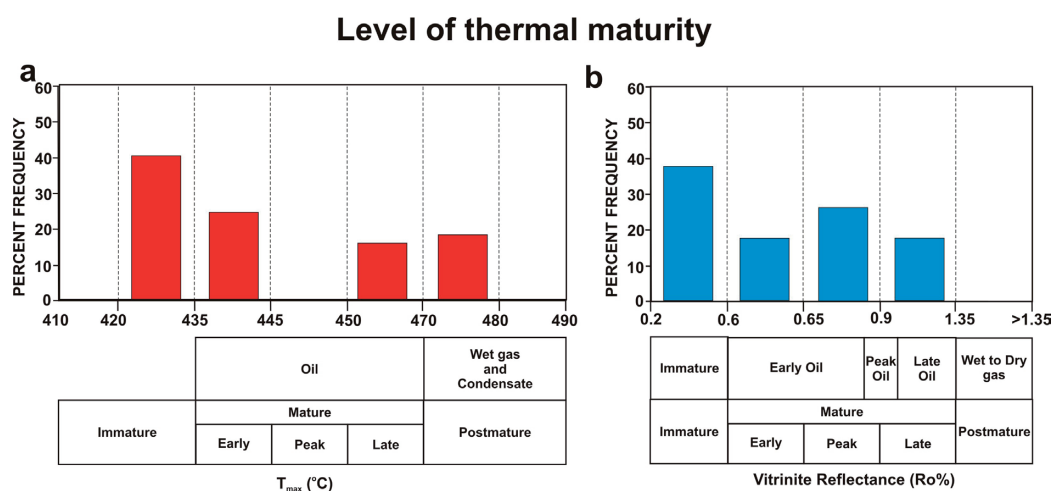 Level of thermal maturity
a
PERCENT FREQUENCY
60
50
40
30
20
10
0
410 420 435 445 450 470 480 490
Oil
Wet gas
and
Condensate
Immature
Mature
Early Peak Late
Postmature
Tmax (°C)
b
PERCENT FREQUENCY
60
50
40
30
20
10
0
0.2 0.6 0.65 0.9 1.35 >1.35
Immature
Early Oil
Peak
Oil
Late
Oil
Wet to Dry
gas
Immature
Mature
Early Peak Late
Postmature
Vitrinite Reflectance (Ro%)